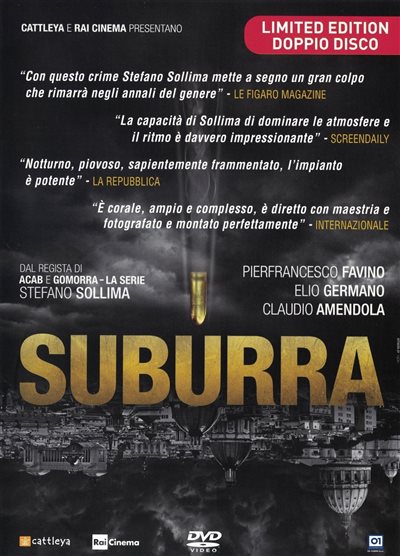 CATTLEYA E RAI CINEMA PRESENTANO
LIMITED EDITION
DOPPIO DISCO
“Con questo crime Stefano Sollima mette a segno un gran colpo
che rimarrà negli annali del genere” - LE FIGARO MAGAZINE
“La capacità di Sollima di dominare le atmosfere e
il ritmo è davvero impressionante” - SCREENDAILY
“Notturno, piovoso, sapientemente frammentato, l’impianto
è potente” - LA REPUBBLICA
“È corale, ampio e complesso, è diretto con maestria e
fotografato e montato perfettamente” - INTERNAZIONALE
DAL REGISTA DI
ACAB E GOMORRA – LA SERIE
STEFANO SOLLIMA
PIERFRANCESCO FAVINO
ELIO GERMANO
CLAUDIO AMENDOLA
SUBURRA
cattleya
Rai Cinema
DVD
VIDEO
01